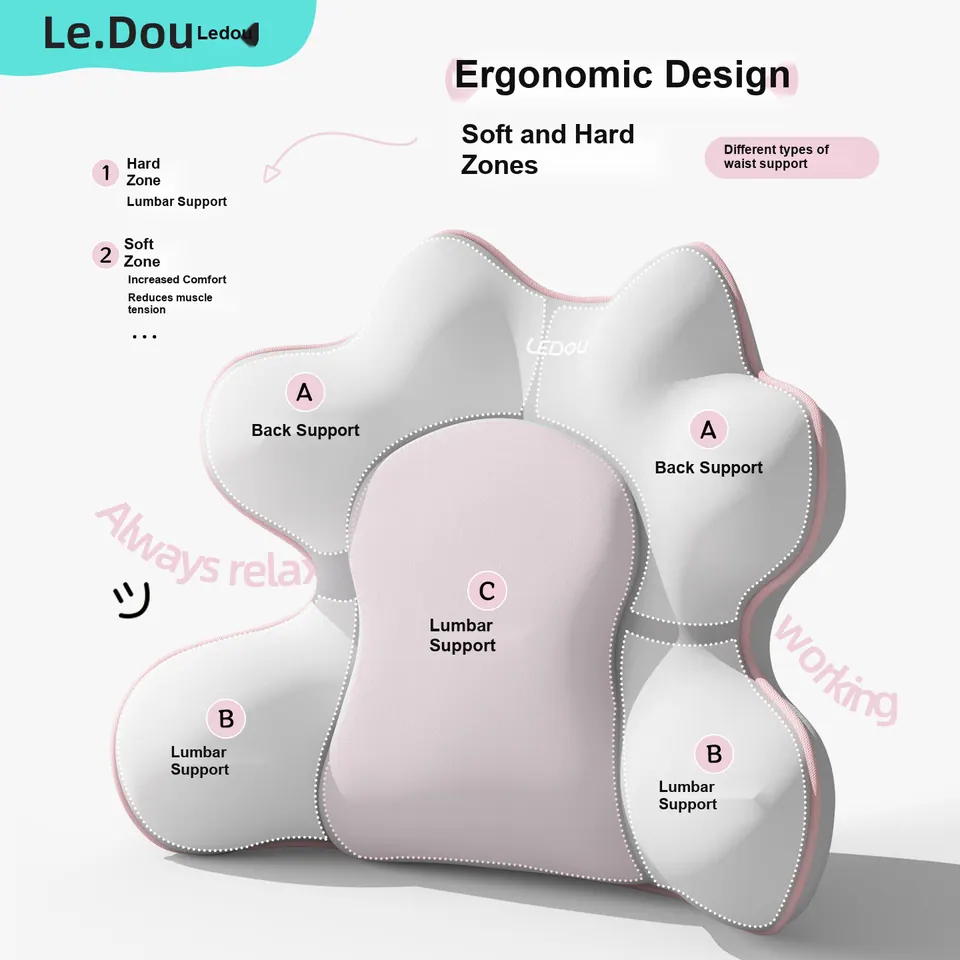 Le.Dou
Ledou
Ergonomic Design
Soft and Hard
Zones
Different types of
waist support
1
Hard
Zone
Lumbar Support
2
Soft
Zone
Increased Comfort
Reduces muscle
tension
...
LEDOU
A
Back Support
A
Back Support
Always relax
ツ
C
Lumbar
Support
working
B
Lumbar
Support
B
Lumbar
Support